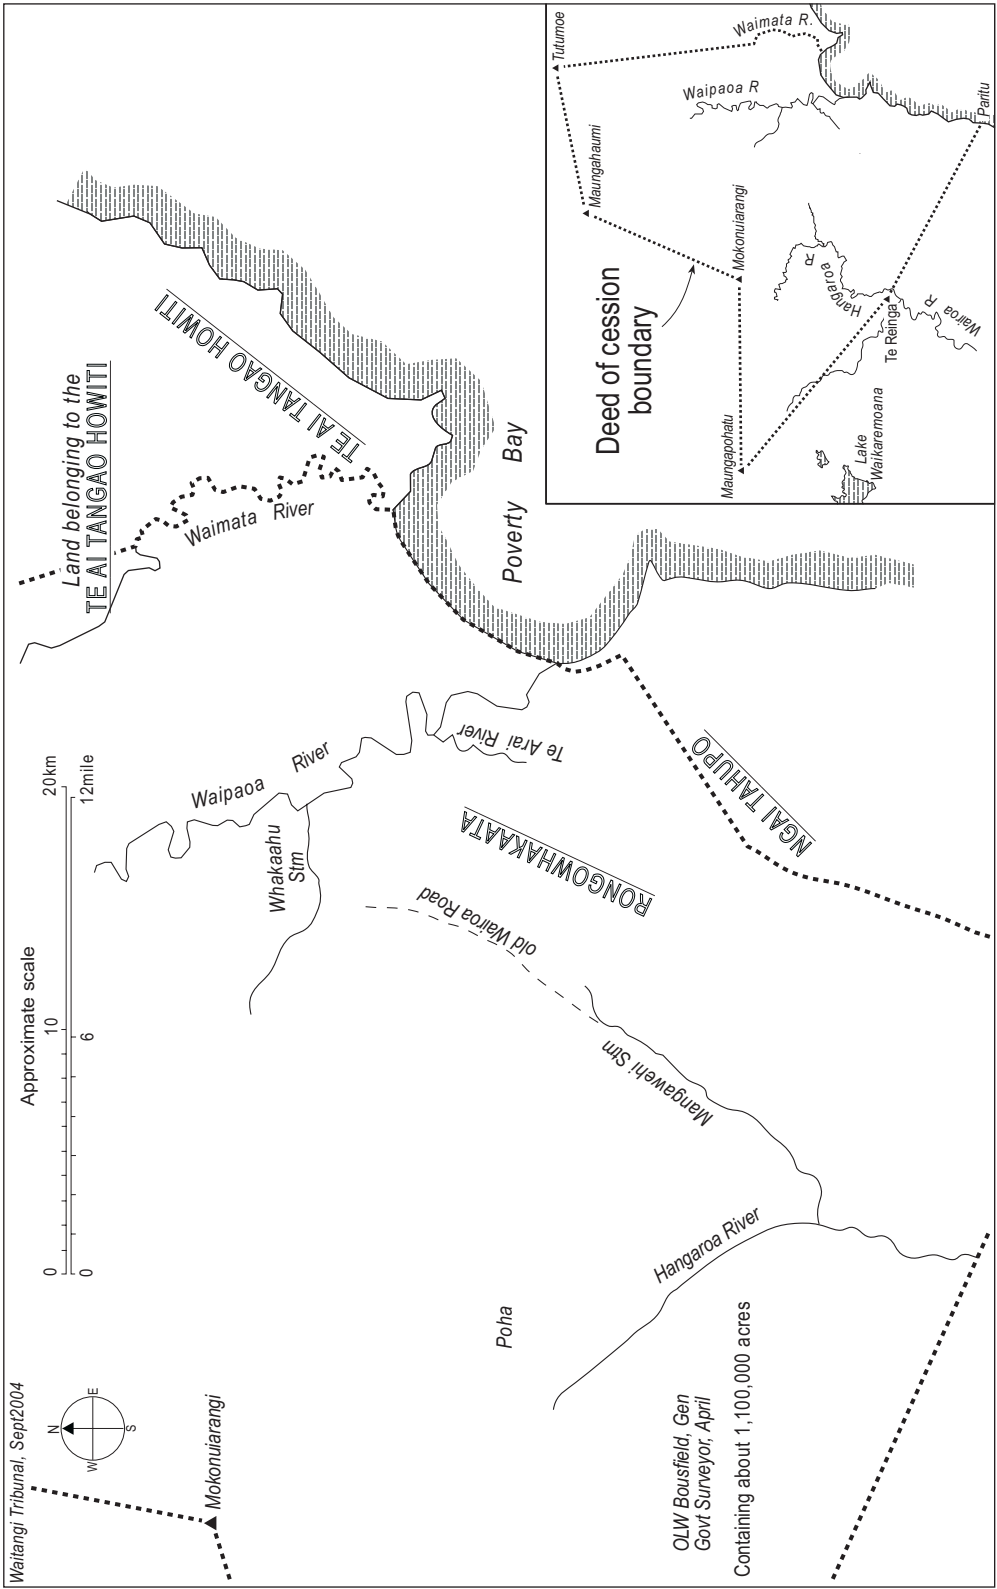 Waitangi Tribunal, Sept2004
N
W
E
S
Mokonuiarangi
Approximate scale
0
10
20km
0
6
12mile
Land belonging to the
TE AI TANGAO HOWITI
TE AI TANGAO HOWITI
Waimata River
Waipaoa River
Whakaahu
Stm
Te Arai River
Poverty Bay
RONGOWHAKAATA
old Wairoa Road
NGAI TAHUPO
Mangawehi Stm
Hangaroa River
Poha
OLW Bousfield, Gen
Govt Surveyor, April
Containing about 1,100,000 acres
Deed of cession
boundary
Tutumoe
Waimata R.
Waipaoa R
Maungahaumi
Mokonuiarangi
Maungapohatu
Hangaroa R
Te Reinga
Wairoa R
Lake
Waikaremoana
Paritu